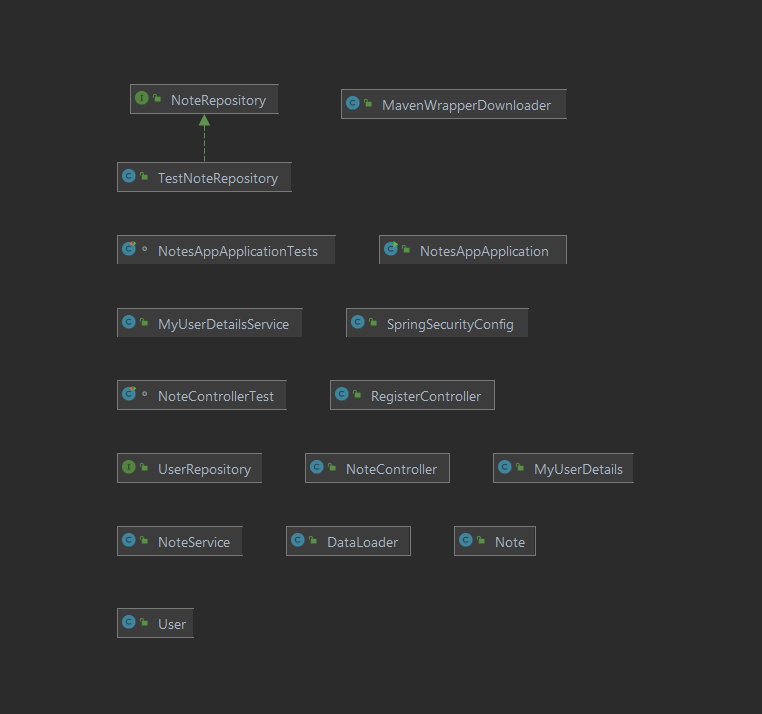 NoteRepository
MavenWrapperDownloader
TestNoteRepository
NotesAppApplicationTests
NotesAppApplication
MyUserDetailsService
SpringSecurityConfig
NoteControllerTest
RegisterController
UserRepository
NoteController
MyUserDetails
NoteService
DataLoader
Note
User